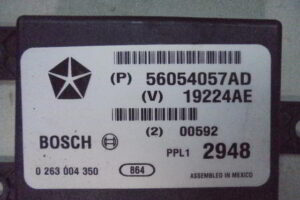 (P) 56054057AD
(V) 19224AE
(2) 00592
BOSCH
PPL1 2948
0 263 004 350
864
ASSEMBLED IN MEXICO